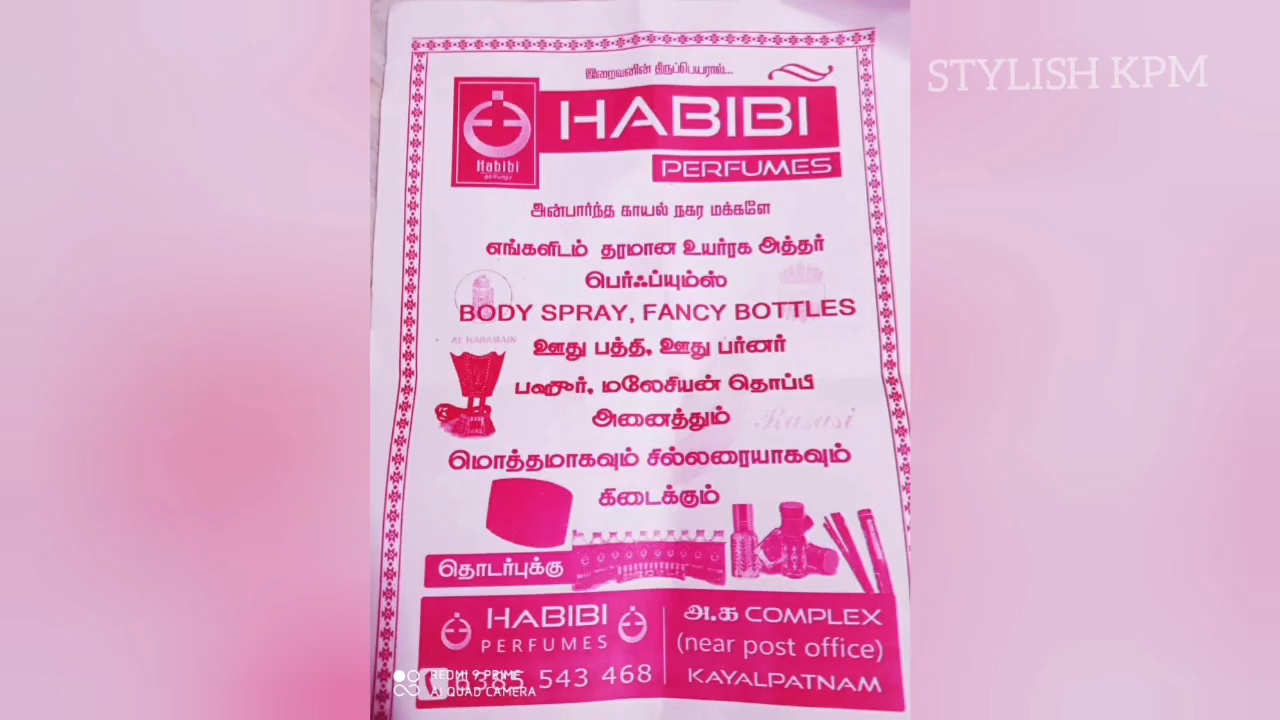 STYLISH KPM
இறைவனின் திருப்பெயரால்...
HABIBI
PERFUMES
Habibi
perfumes
அன்பார்ந்த காயல் நகர மக்களே
எங்களிடம் தரமான உயர்ரக அத்தர்
பெர்ஃப்யும்ஸ்
BODY SPRAY, FANCY BOTTLES
AL HARAMAIN
ஊது பத்தி, ஊது பர்னர்
பஹூர், மலேசியன் தொப்பி
அனைத்தும்
Rasasi
மொத்தமாகவும் சில்லரையாகவும்
கிடைக்கும்
தொடர்புக்கு
HABIBI
PERFUMES
543 468
அ.க COMPLEX
(near post office)
KAYALPATNAM
REDMI 9 PRIME
AI QUAD CAMERA